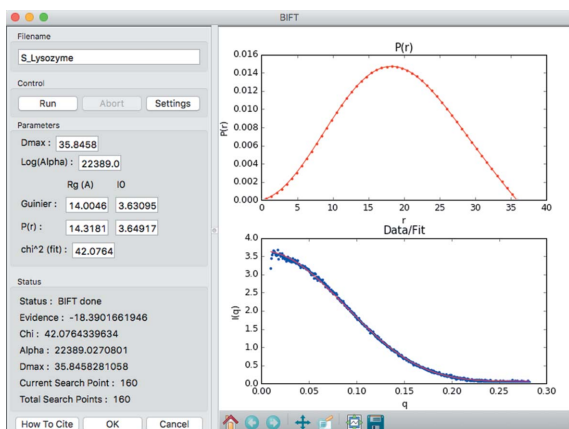 BIFT
Filename
S_Lysozyme
Control
Run Abort Settings
Parameters
Dmax : 35.8458
Log(Alpha) : 22389.0
Rg (A) I0
Guinier : 14.0046 3.63095
P(r) : 14.3181 3.64917
chi^2 (fit) : 42.0764
Status
Status : BIFT done
Evidence : -18.3901661946
Chi : 42.0764339634
Alpha : 22389.0270801
Dmax : 35.8458281058
Current Search Point : 160
Total Search Points : 160
How To Cite OK Cancel
P(r)
0.016
0.014
0.012
0.010
0.008
0.006
0.004
0.002
0.000
P(r)
0 5 10 15 20 25 30 35 40
r
Data/Fit
4.0
3.5
3.0
2.5
2.0
1.5
1.0
0.5
0.0
I(q)
0.00 0.05 0.10 0.15 0.20 0.25 0.30
q